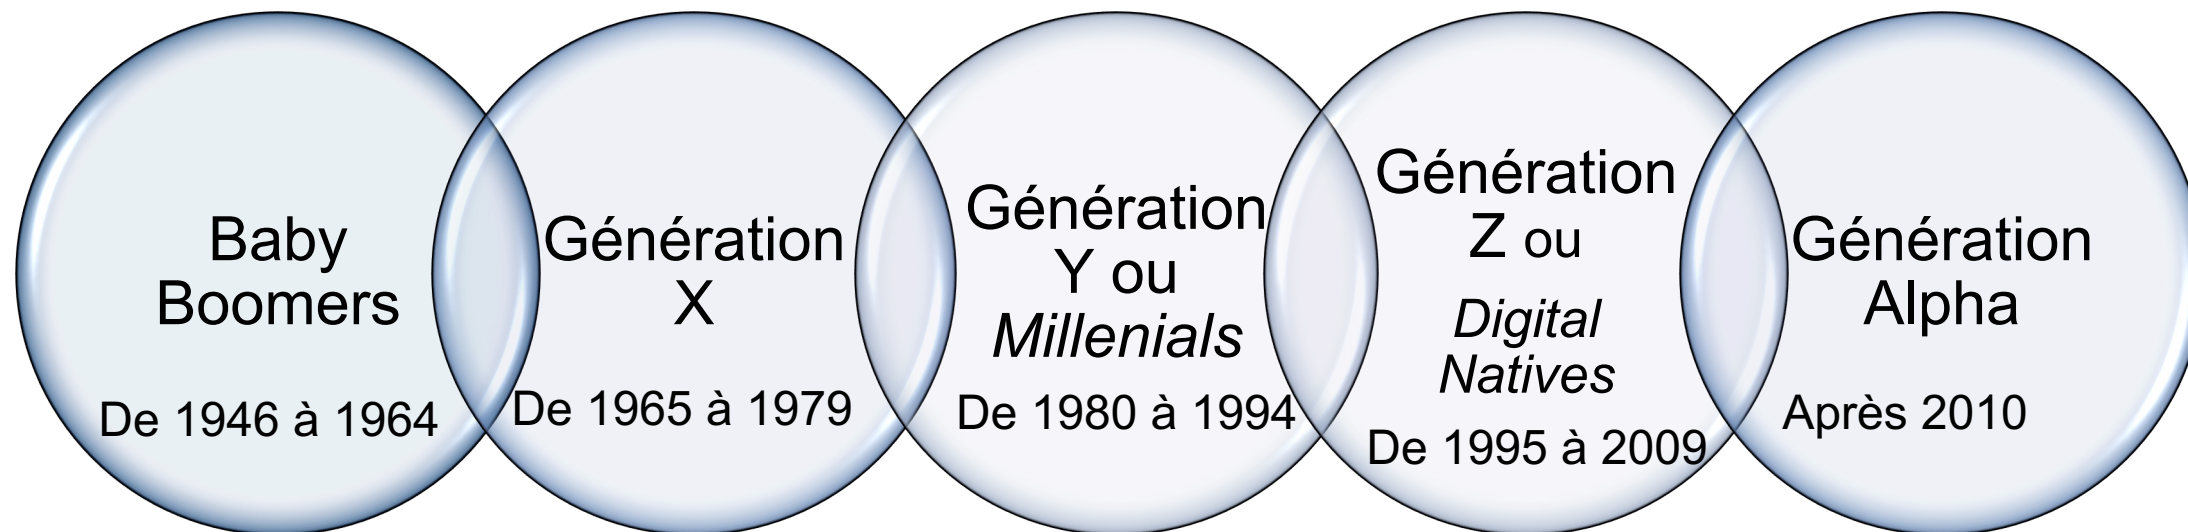 Baby
Boomers
De 1946 à 1964
Génération
X
De 1965 à 1979
Génération
Y ou
Millenials
De 1980 à 1994
Génération
Z ou
Digital
Natives
De 1995 à 2009
Génération
Alpha
Après 2010